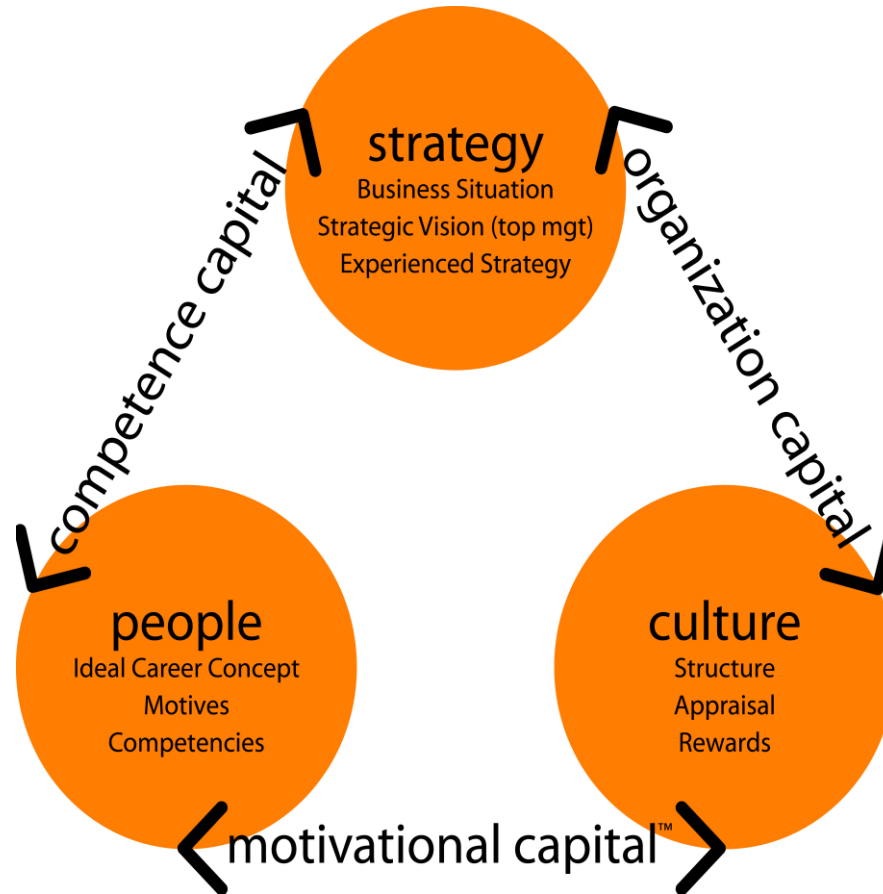 strategy
Business Situation
Strategic Vision (top mgt)
Experienced Strategy
competence capital
organization capital
people
Ideal Career Concept
Motives
Competencies
culture
Structure
Appraisal
Rewards
motivational capital™